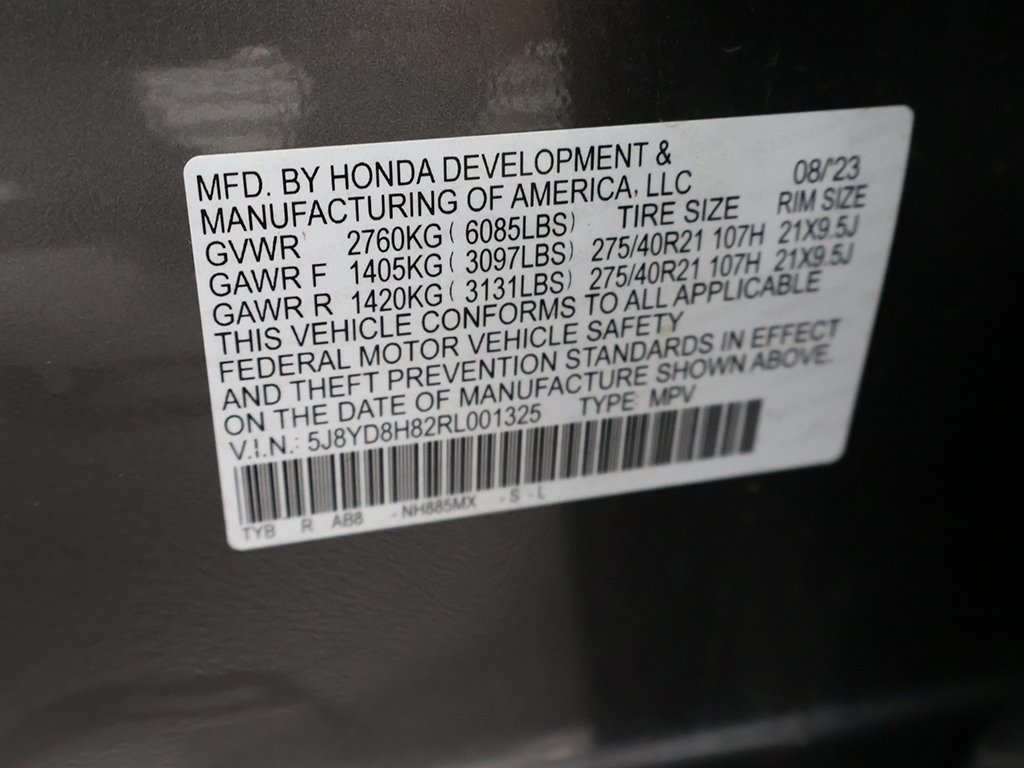 MFD. BY HONDA DEVELOPMENT &
MANUFACTURING OF AMERICA, LLC 08/'23
GVWR 2760KG ( 6085LBS) TIRE SIZE RIM SIZE
GAWR F 1405KG ( 3097LBS) 275/40R21 107H 21X9.5J
GAWR R 1420KG ( 3131LBS) 275/40R21 107H 21X9.5J
THIS VEHICLE CONFORMS TO ALL APPLICABLE
FEDERAL MOTOR VEHICLE SAFETY
AND THEFT PREVENTION STANDARDS IN EFFECT
ON THE DATE OF MANUFACTURE SHOWN ABOVE.
V.I.N.: 5J8YD8H82RL001325 TYPE: MPV
TYB R AB8 - NH885MX - S - L